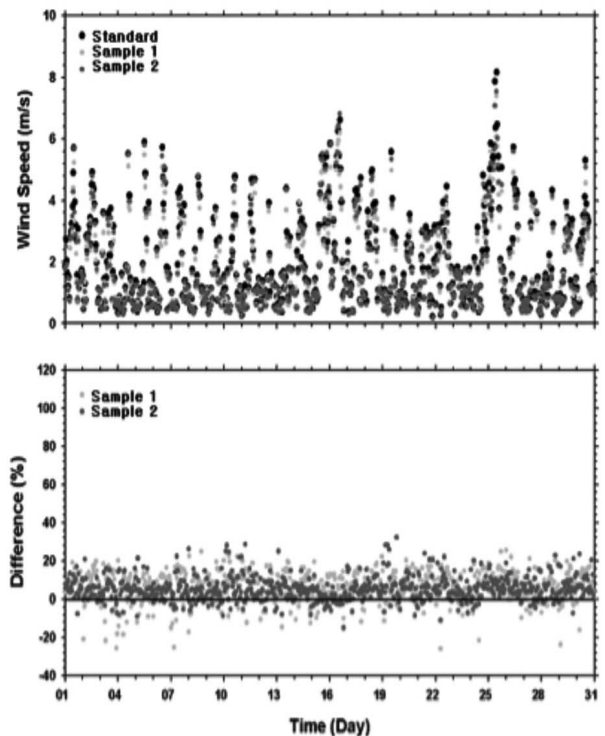 10
8
6
4
2
0
Wind Speed (m/s)
Standard
Sample 1
Sample 2
120
100
80
60
40
20
0
-20
-40
Difference (%)
Sample 1
Sample 2
01 04 07 10 13 16 19 22 25 28 31
Time (Day)